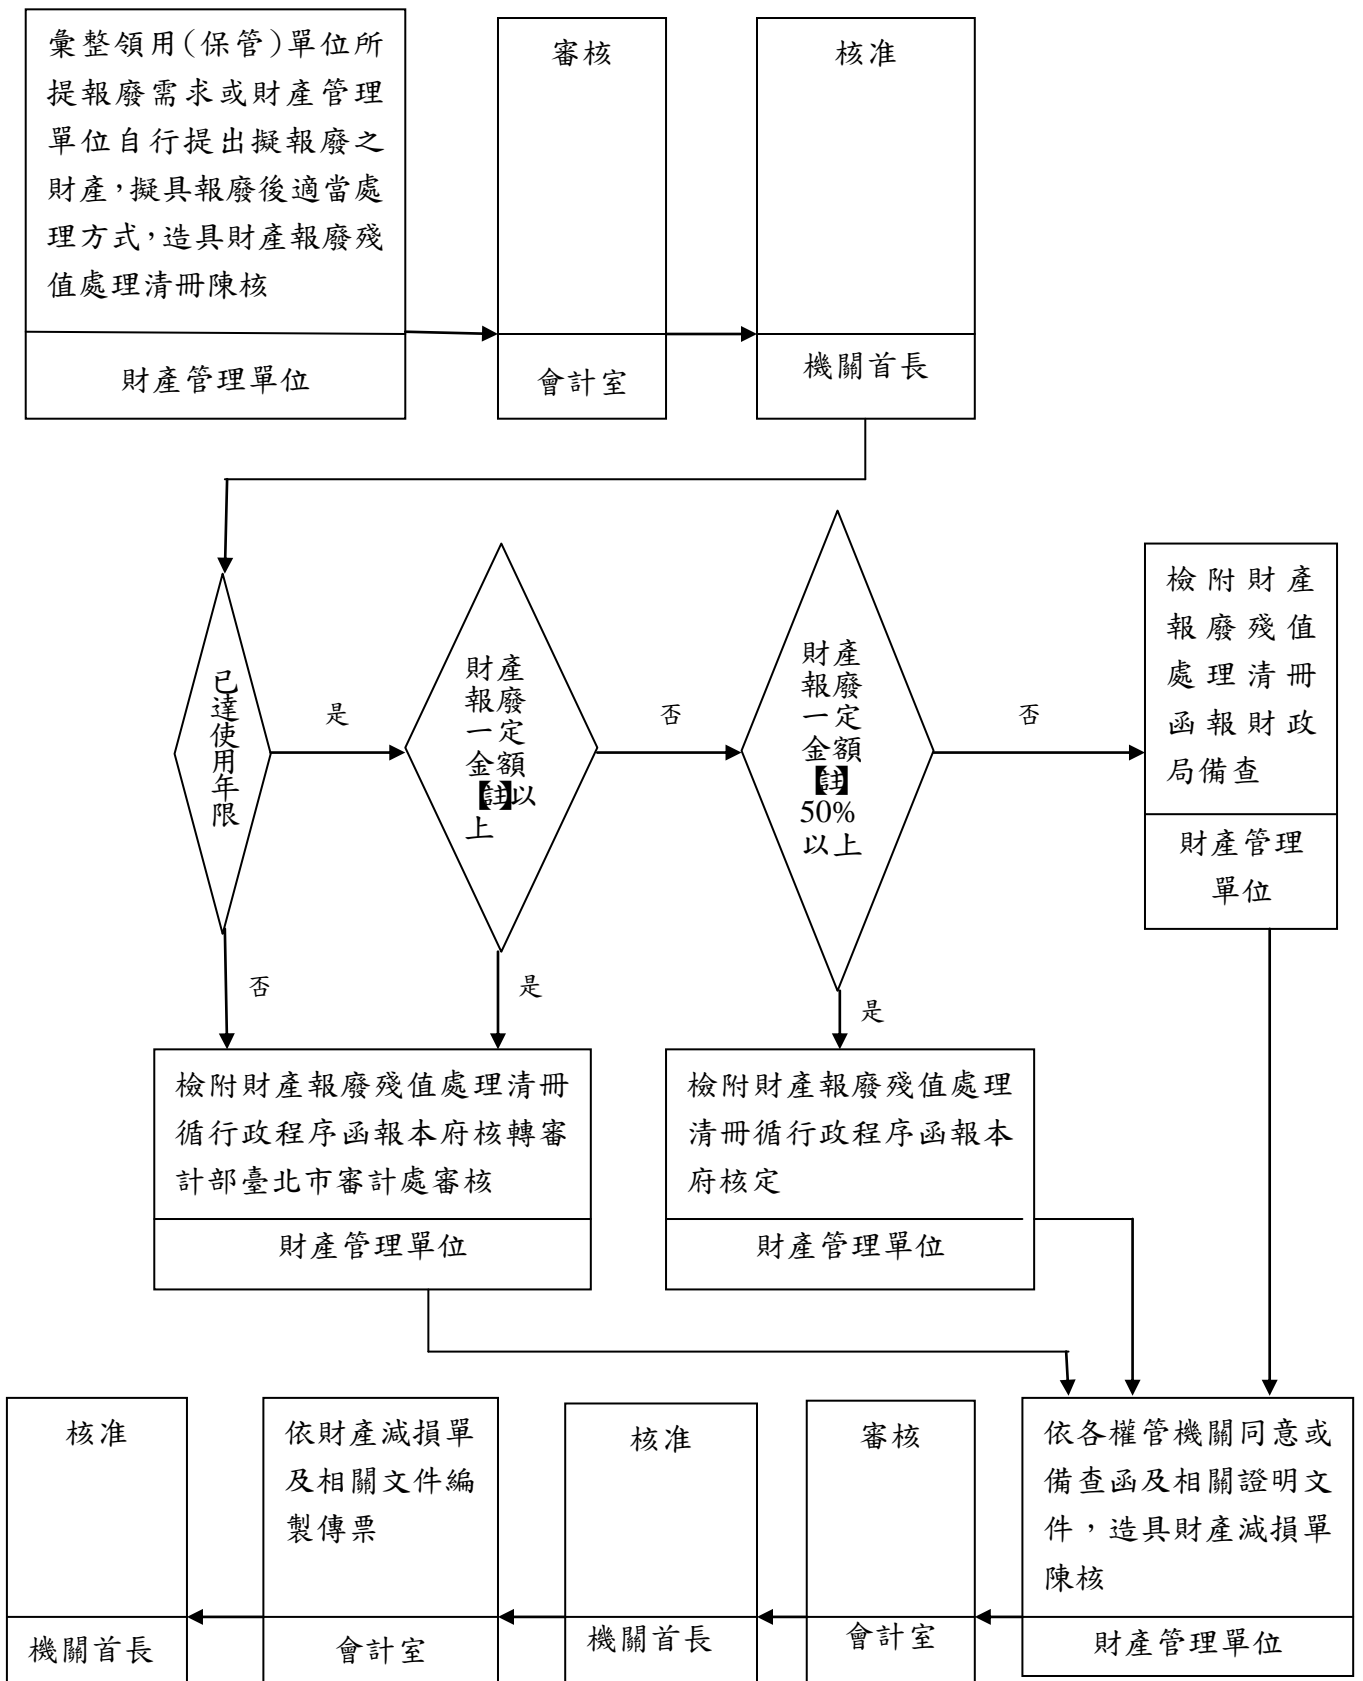 彙整領用(保管)單位所
提報廢需求或財產管理
單位自行提出擬報廢之
財產，擬具報廢後適當處
理方式，造具財產報廢殘
值處理清冊陳核
財產管理單位
審核
會計室
核准
機關首長
已達使用年限
是
否
財產
報廢
一定
金額
【註】以
上
否
是
財產
報廢
一定
金額
【註】
50%
以上
否
是
檢附財產
報廢殘值
處理清冊
函報財政
局備查
財產管理
單位
檢附財產報廢殘值處理清冊
循行政程序函報本府核轉審
計部臺北市審計處審核
財產管理單位
檢附財產報廢殘值處理
清冊循行政程序函報本
府核定
財產管理單位
依各權管機關同意或
備查函及相關證明文
件，造具財產減損單
陳核
財產管理單位
審核
會計室
核准
機關首長
依財產減損單
及相關文件編
製傳票
會計室
核准
機關首長